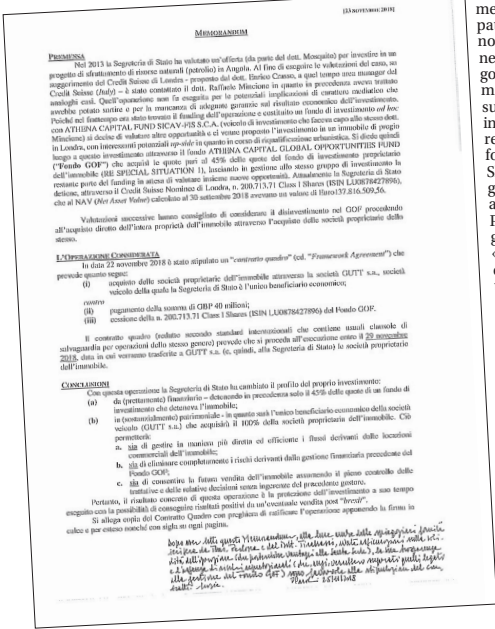 [25 NOVEMBRE 2018]
MEMORANDUM
PREMESSA
Nel 2013 la Segreteria di Stato ha valutato un'offerta (da parte del dott. Mosquito) per investire in un
progetto di sfruttamento di risorse naturali (petrolio) in Angola. Al fine di eseguire le valutazioni del caso, su
suggerimento del Credit Suisse di Londra - proposto dal dott. Enrico Crasso, a quel tempo area manager del
Credit Suisse (Italy) – è stato contattato il dott. Raffaele Mincione in quanto in precedenza aveva trattato
analoghi casi. Quell'operazione non fu eseguita per le potenziali implicazioni di carattere mediatico che
avrebbe potuto sortire e per la mancanza di adeguate garanzie sul risultato economico dell'investimento.
Poiché nel frattempo era stato trovato il funding dell'operazione e costituito un fondo di investimento ad hoc
con ATHENA CAPITAL FUND SICAV-FIS S.C.A. (veicolo di investimento che faceva capo allo stesso dott.
Mincione) si decise di valutare altre opportunità e si venne proposto l'investimento in un immobile di pregio
in Londra, con interessanti potenziali up-side in quanto in corso di riqualificazione urbanistica. Si diede quindi
luogo a questo investimento attraverso il fondo ATHENA CAPITAL GLOBAL OPPORTUNITIES FUND
("Fondo GOF") che acquisì le quote pari al 45% delle quote del fondo di investimento proprietario
dell'immobile (RE SPECIAL SITUATION 1), lasciando in gestione allo stesso gruppo di investimento la
restante parte del funding in attesa di valutare insieme nuove opportunità. Attualmente la Segreteria di Stato
detiene, attraverso il Credit Suisse Nominee di Londra, n. 200.713.71 Class I Shares (ISIN LU0878427896),
che al NAV (Net Asset Value) calcolato al 30 settembre 2018 avevano un valore di Euro137.816.509,56.
Valutazioni successive hanno consigliato di considerare il disinvestimento nel GOF procedendo
all'acquisto diretto dell'intera proprietà dell'immobile attraverso l'acquisto delle società proprietarie dello
stesso.
L'OPERAZIONE CONSIDERATA
In data 22 novembre 2018 è stato stipulato un "contratto quadro" (cd. "Framework Agreement") che
prevede quanto segue:
(i) acquisto delle società proprietarie dell'immobile attraverso la società GUTT s.a., società
veicolo della quale la Segreteria di Stato è l'unico beneficiario economico;
contro
(ii) pagamento della somma di GBP 40 milioni;
(iii) cessione delle n. 200.713.71 Class I Shares (ISIN LU0878427896) del Fondo GOF.
Il contratto quadro (redatto secondo standard internazionali che contiene usuali clausole di
salvaguardia per operazioni dello stesso genere) prevede che si proceda all'esecuzione entro il 29 novembre
2018, data in cui verranno trasferite a GUTT s.a. (e, quindi, alla Segreteria di Stato) le società proprietarie
dell'immobile.
CONCLUSIONI
Con questa operazione la Segreteria di Stato ha cambiato il profilo del proprio investimento:
(a) da (prettamente) finanziario – detenendo in precedenza solo il 45% delle quote di un fondo di
investimento che deteneva l'immobile;
(b) in (sostanzialmente) patrimoniale - in quanto sarà l'unico beneficiario economico della società
veicolo (GUTT s.a.) che acquisirà il 100% della società proprietaria dell'immobile. Ciò
permetterà:
a. sia di gestire in maniera più diretta ed efficiente i flussi derivanti dalle locazioni
commerciali dell'immobile;
b. sia di eliminare completamente i rischi derivanti dalla gestione finanziaria precedente del
Fondo GOF;
c. sia di consentire la futura vendita dell'immobile assumendo il pieno controllo delle
trattative e delle relative decisioni senza ingerenze del precedente gestore.
Pertanto, il risultato concreto di questa operazione è la protezione dell'investimento a suo tempo
eseguito con la possibilità di conseguire risultati positivi da un'eventuale vendita post "brexit".
Si allega copia del Contratto Quadro con preghiera di ratificare l'operazione apponendo la firma in
calce e per esteso nonché con sigla su ogni pagina.
Dopo aver letto questo Memorandum, alla luce anche delle spiegazioni fornite